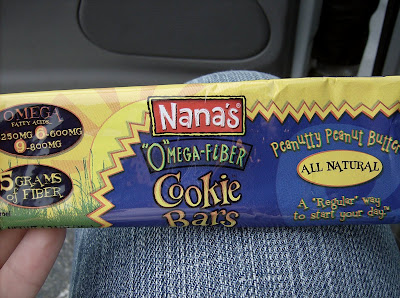 OMEGA
FATTY ACIDS
250MG 6-600MG
9-800MG
5 GRAMS
of FIBER
Nana's
"O"MEGA-FiBER
Cookie
Bars
Peanutty Peanut Butter
ALL NATURAL
A "Regular" way
to start your day.™